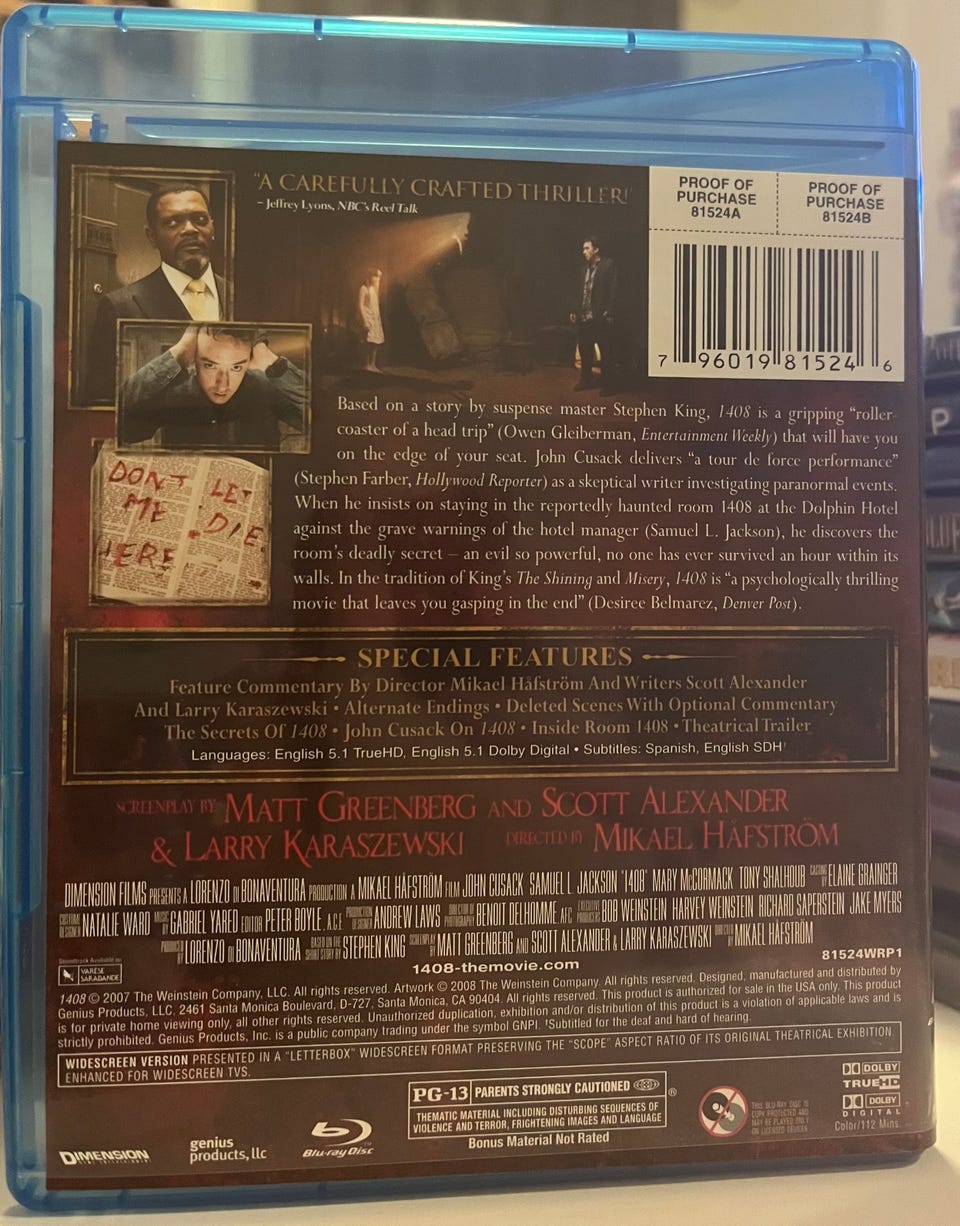 "A CAREFULLY CRAFTED THRILLER!"
– Jeffrey Lyons, NBC's Reel Talk
PROOF OF PURCHASE 81524A
PROOF OF PURCHASE 81524B
7 96019 81524 6
DON'T LET
ME DIE
HERE
Based on a story by suspense master Stephen King, 1408 is a gripping "roller-
coaster of a head trip" (Owen Gleiberman, Entertainment Weekly) that will have you
on the edge of your seat. John Cusack delivers "a tour de force performance"
(Stephen Farber, Hollywood Reporter) as a skeptical writer investigating paranormal events.
When he insists on staying in the reportedly haunted room 1408 at the Dolphin Hotel
against the grave warnings of the hotel manager (Samuel L. Jackson), he discovers the
room's deadly secret – an evil so powerful, no one has ever survived an hour within its
walls. In the tradition of King's The Shining and Misery, 1408 is "a psychologically thrilling
movie that leaves you gasping in the end" (Desiree Belmarez, Denver Post).
SPECIAL FEATURES
Feature Commentary By Director Mikael Håfström And Writers Scott Alexander
And Larry Karaszewski • Alternate Endings • Deleted Scenes With Optional Commentary
The Secrets Of 1408 • John Cusack On 1408 • Inside Room 1408 • Theatrical Trailer
Languages: English 5.1 TrueHD, English 5.1 Dolby Digital • Subtitles: Spanish, English SDH†
SCREENPLAY BY MATT GREENBERG AND SCOTT ALEXANDER
& LARRY KARASZEWSKI DIRECTED BY MIKAEL HÅFSTRÖM
DIMENSION FILMS PRESENTS A LORENZO DI BONAVENTURA PRODUCTION A MIKAEL HÅFSTRÖM FILM JOHN CUSACK SAMUEL L. JACKSON "1408" MARY McCORMACK TONY SHALHOUB CASTING BY ELAINE GRAINGER
COSTUME DESIGNER NATALIE WARD MUSIC BY GABRIEL YARED EDITOR PETER BOYLE, A.C.E. PRODUCTION DESIGNER ANDREW LAWS DIRECTOR OF PHOTOGRAPHY BENOIT DELHOMME, AFC EXECUTIVE PRODUCERS BOB WEINSTEIN HARVEY WEINSTEIN RICHARD SAPERSTEIN JAKE MYERS
PRODUCED BY LORENZO DI BONAVENTURA BASED ON THE SHORT STORY BY STEPHEN KING SCREENPLAY BY MATT GREENBERG AND SCOTT ALEXANDER & LARRY KARASZEWSKI DIRECTED BY MIKAEL HÅFSTRÖM
Soundtrack Available on
VARÈSE SARABANDE
1408-themovie.com
81524WRP1
1408 © 2007 The Weinstein Company, LLC. All rights reserved. Artwork © 2008 The Weinstein Company. All rights reserved. Designed, manufactured and distributed by
Genius Products, LLC. 2461 Santa Monica Boulevard, D-727, Santa Monica, CA 90404. All rights reserved. This product is authorized for sale in the USA only. This product
is for private home viewing only, all other rights reserved. Unauthorized duplication, exhibition and/or distribution of this product is a violation of applicable laws and is
strictly prohibited. Genius Products, Inc. is a public company trading under the symbol GNPI. †Subtitled for the deaf and hard of hearing.
WIDESCREEN VERSION PRESENTED IN A "LETTERBOX" WIDESCREEN FORMAT PRESERVING THE "SCOPE" ASPECT RATIO OF ITS ORIGINAL THEATRICAL EXHIBITION.
ENHANCED FOR WIDESCREEN TVS.
PG-13 PARENTS STRONGLY CAUTIONED ®
THEMATIC MATERIAL INCLUDING DISTURBING SEQUENCES OF
VIOLENCE AND TERROR, FRIGHTENING IMAGES AND LANGUAGE
Bonus Material Not Rated
DIMENSION
genius
products, llc
Blu-ray Disc
THIS BLU-RAY DISC IS
COPY PROTECTED AND
MAY BE PLAYED ONLY
ON LICENSED DEVICES
DOLBY
TRUEHD
DOLBY
DIGITAL
Color/112 Mins.